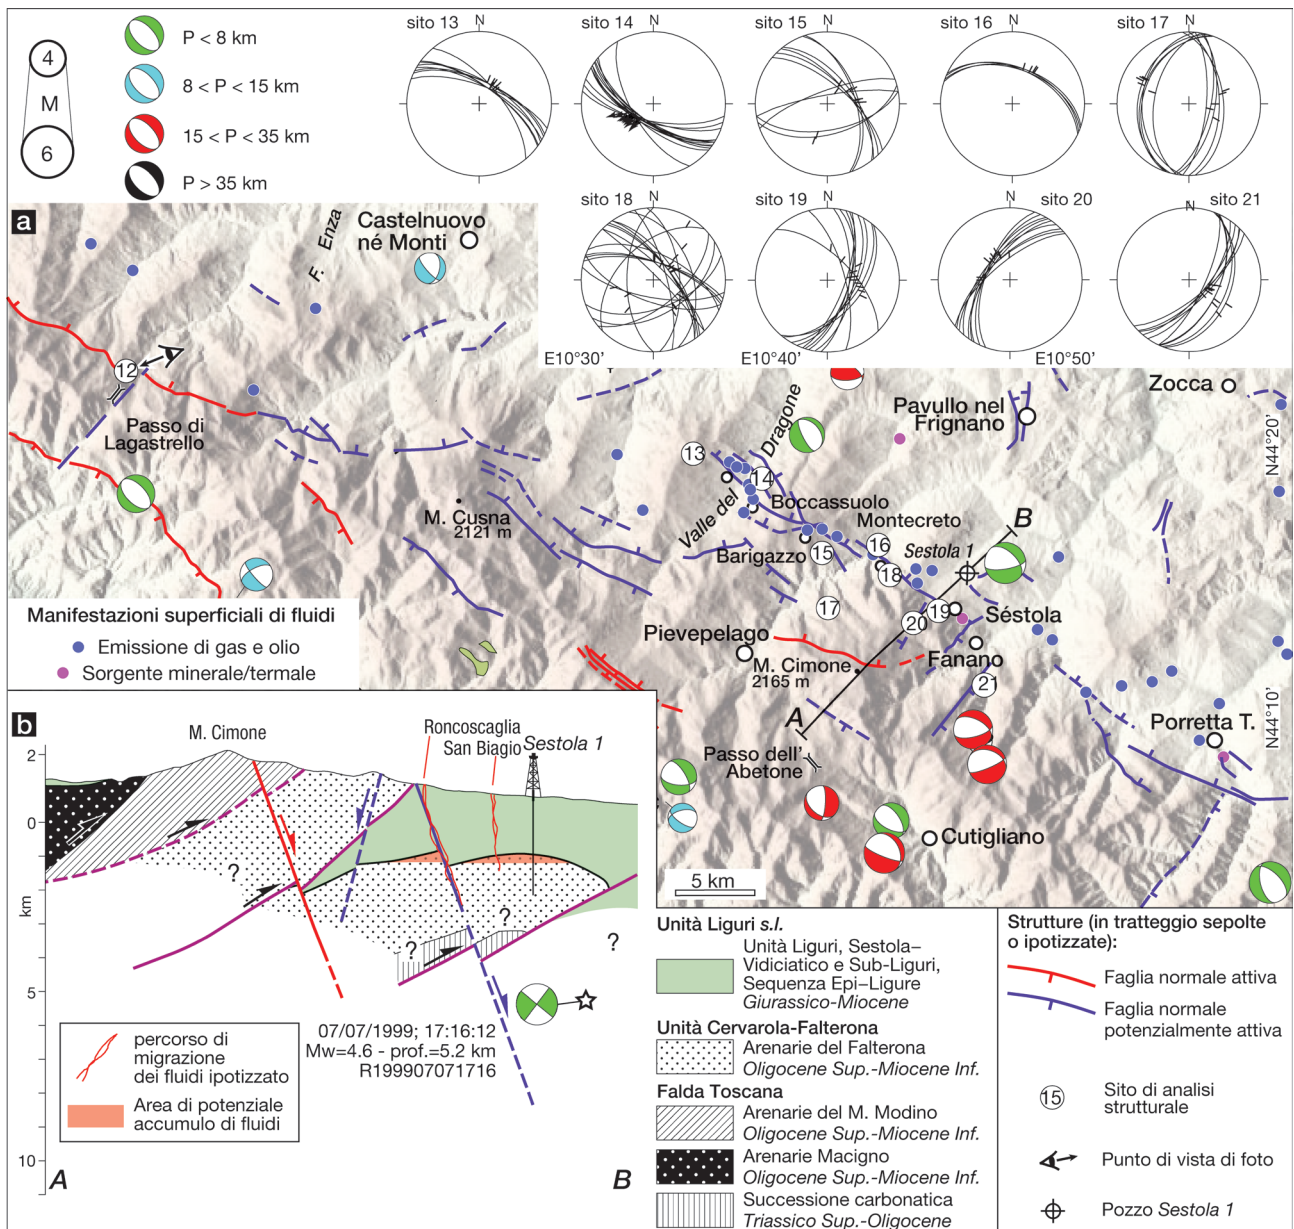 4
M
6
P < 8 km
8 < P < 15 km
15 < P < 35 km
P > 35 km
sito 13
N
sito 14
N
sito 15
N
sito 16
N
sito 17
N
sito 18
N
sito 19
N
N
sito 20
N
sito 21
E10°30'
E10°40'
E10°50'
a
Castelnuovo
né Monti
F. Enza
12
Passo di
Lagastrello
M. Cusna
2121 m
Zocca
N44°20'
Pavullo nel
Frignano
Valle del Dragone
13
14
Boccassuolo
Montecreto
Barigazzo
15
16
Sestola 1
B
18
17
19
20
Séstola
Pievepelago
M. Cimone
2165 m
Fanano
21
A
Passo dell'
Abetone
Porretta T.
N44°10'
Cutigliano
5 km
Manifestazioni superficiali di fluidi
Emissione di gas e olio
Sorgente minerale/termale
b
M. Cimone
Roncoscaglia
San Biagio
Sestola 1
2
0
km
5
10
?
?
?
?
?
07/07/1999; 17:16:12
Mw=4.6 - prof.=5.2 km
R199907071716
percorso di
migrazione
dei fluidi ipotizzato
Area di potenziale
accumulo di fluidi
A
B
Unità Liguri s.l.
Unità Liguri, Sestola–
Vidiciatico e Sub-Liguri,
Sequenza Epi–Ligure
Giurassico-Miocene
Unità Cervarola-Falterona
Arenarie del Falterona
Oligocene Sup.-Miocene Inf.
Falda Toscana
Arenarie del M. Modino
Oligocene Sup.-Miocene Inf.
Arenarie Macigno
Oligocene Sup.-Miocene Inf.
Successione carbonatica
Triassico Sup.-Oligocene
Strutture (in tratteggio sepolte
o ipotizzate):
Faglia normale attiva
Faglia normale
potenzialmente attiva
15
Sito di analisi
strutturale
Punto di vista di foto
Pozzo Sestola 1